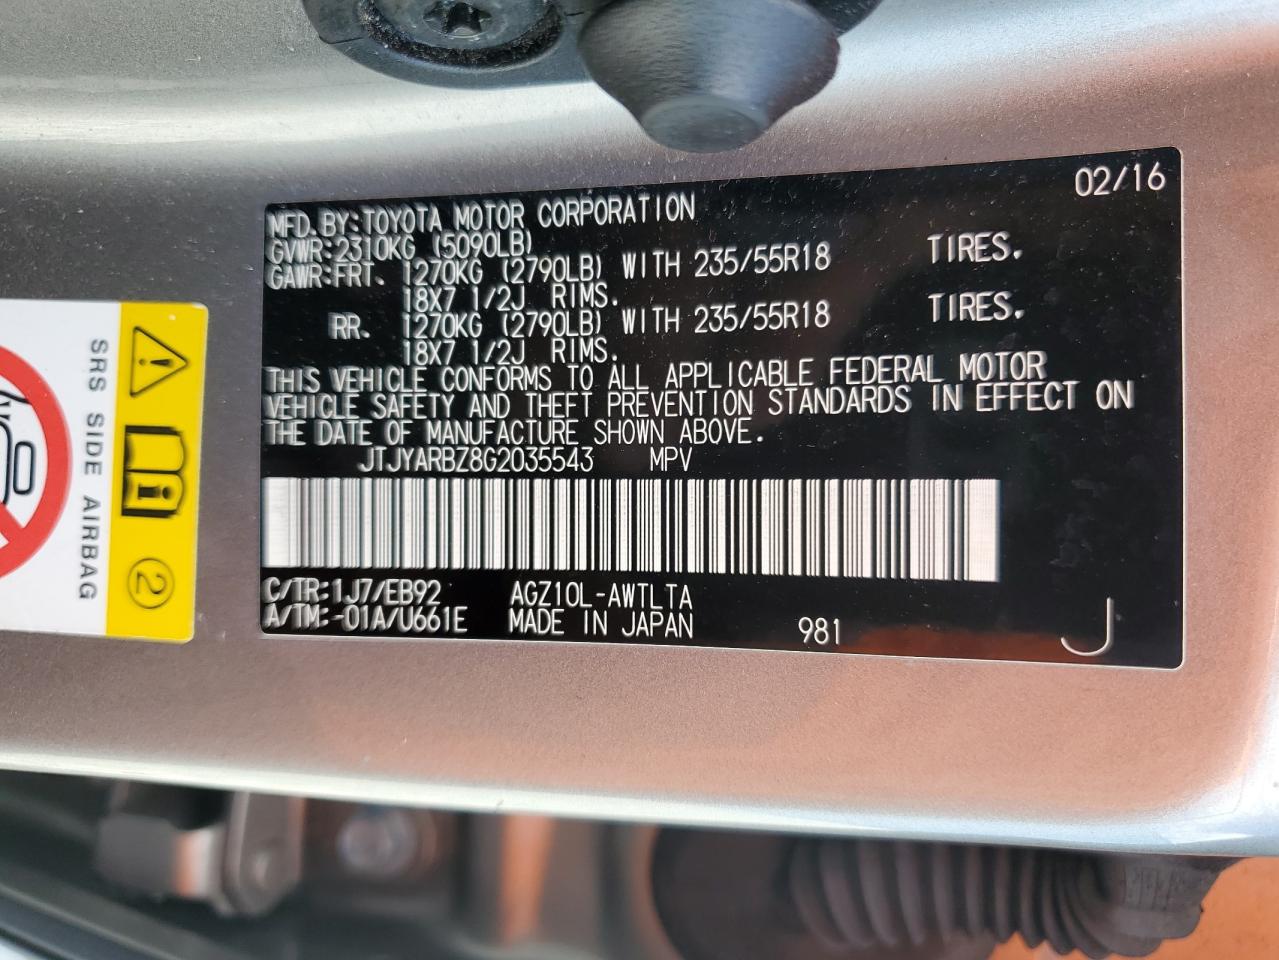 02/16
MFD.BY:TOYOTA MOTOR CORPORATION
GVWR:2310KG (5090LB)
GAWR:FRT. 1270KG (2790LB) WITH 235/55R18 TIRES.
18X7 1/2J RIMS.
RR. 1270KG (2790LB) WITH 235/55R18 TIRES.
18X7 1/2J RIMS.
THIS VEHICLE CONFORMS TO ALL APPLICABLE FEDERAL MOTOR
VEHICLE SAFETY AND THEFT PREVENTION STANDARDS IN EFFECT ON
THE DATE OF MANUFACTURE SHOWN ABOVE.
JTJYARBZ8G2035543 MPV
C/TR:1J7/EB92 AGZ10L-AWTLTA
A/TM:-01A/U661E MADE IN JAPAN 981 J
SRS SIDE AIRBAG
2